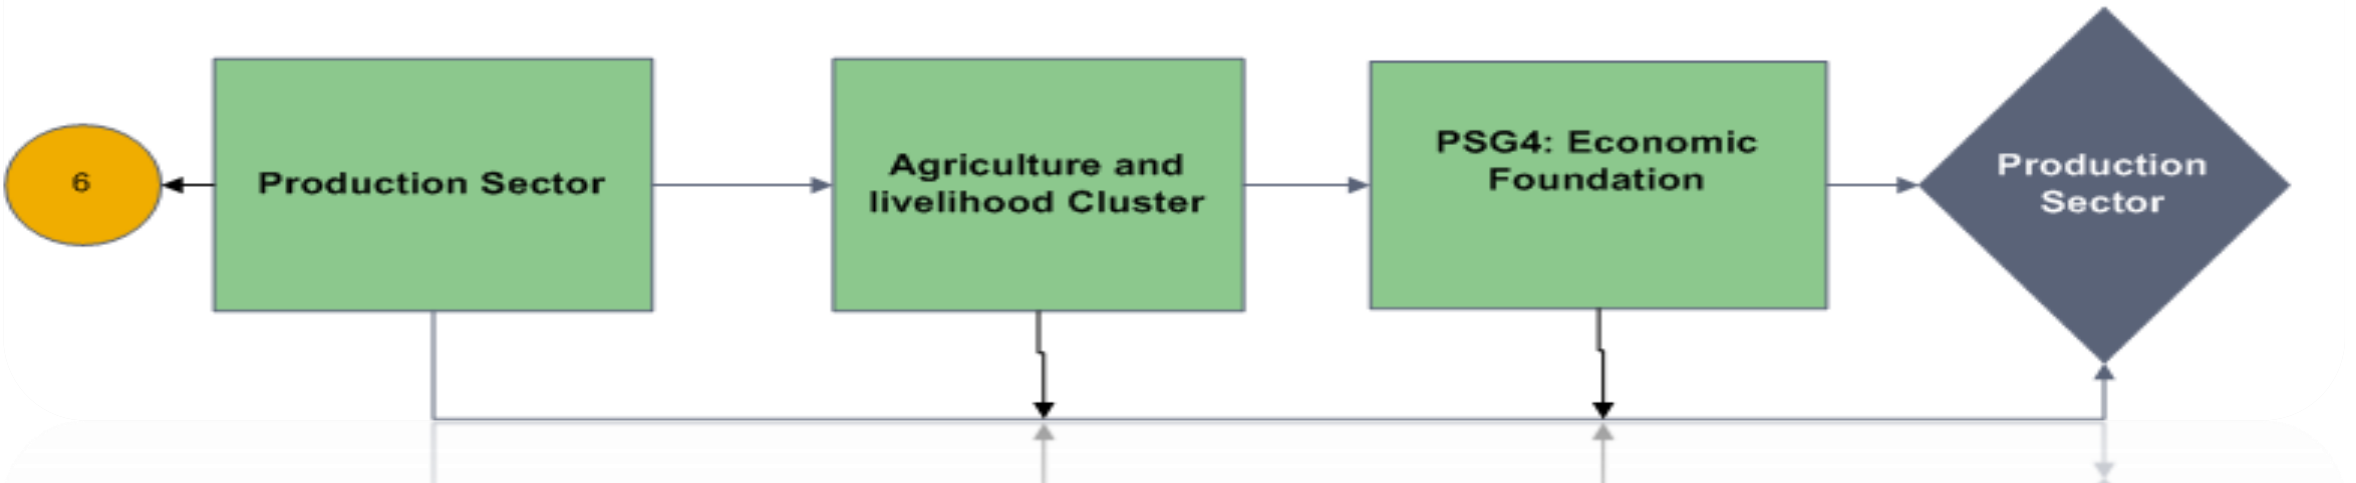 6
Production Sector
Agriculture and
livelihood Cluster
PSG4: Economic
Foundation
Production
Sector